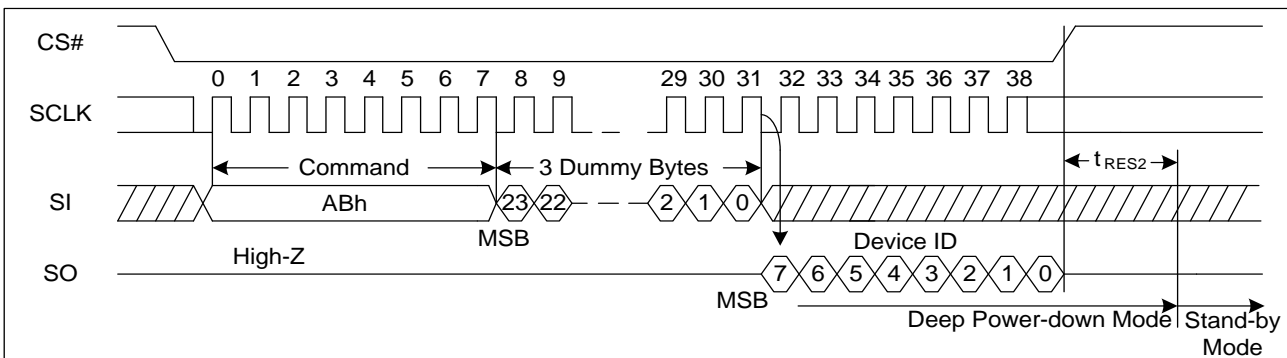 CS#
0 1 2 3 4 5 6 7 8 9 29 30 31 32 33 34 35 36 37 38
SCLK
Command 3 Dummy Bytes tRES2
SI ABh 23 22 2 1 0
MSB
High-Z Device ID
SO 7 6 5 4 3 2 1 0
MSB
Deep Power-down Mode Stand-by
Mode